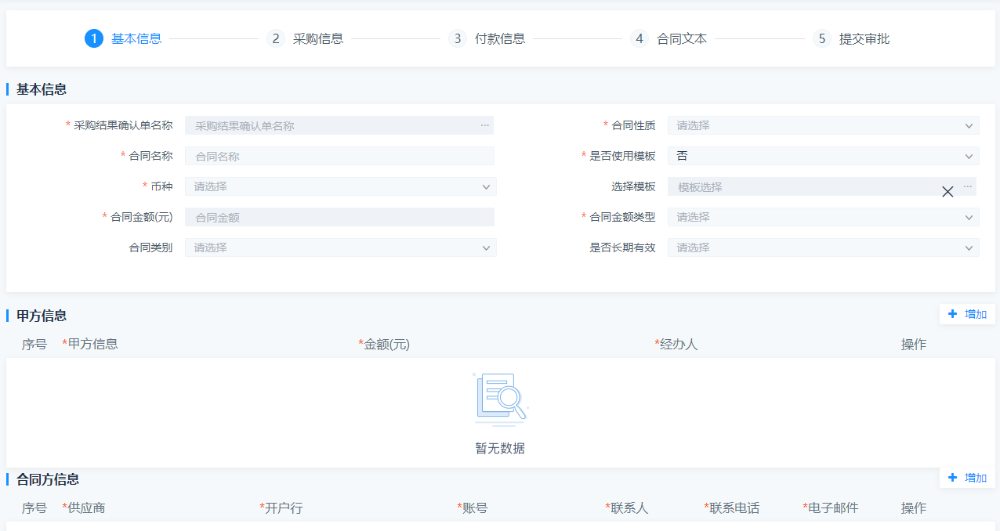 1 基本信息 2 采购信息 3 付款信息 4 合同文本 5 提交审批
基本信息
* 采购结果确认单名称 采购结果确认单名称 ··· * 合同性质 请选择
* 合同名称 合同名称 * 是否使用模板 否
* 币种 请选择 选择模板 模板选择 ···
* 合同金额(元) 合同金额 * 合同金额类型 请选择
合同类别 请选择 是否长期有效 请选择
甲方信息 + 增加
序号 *甲方信息 *金额(元) *经办人 操作
暂无数据
合同方信息 + 增加
序号 *供应商 *开户行 *账号 *联系人 *联系电话 *电子邮件 操作